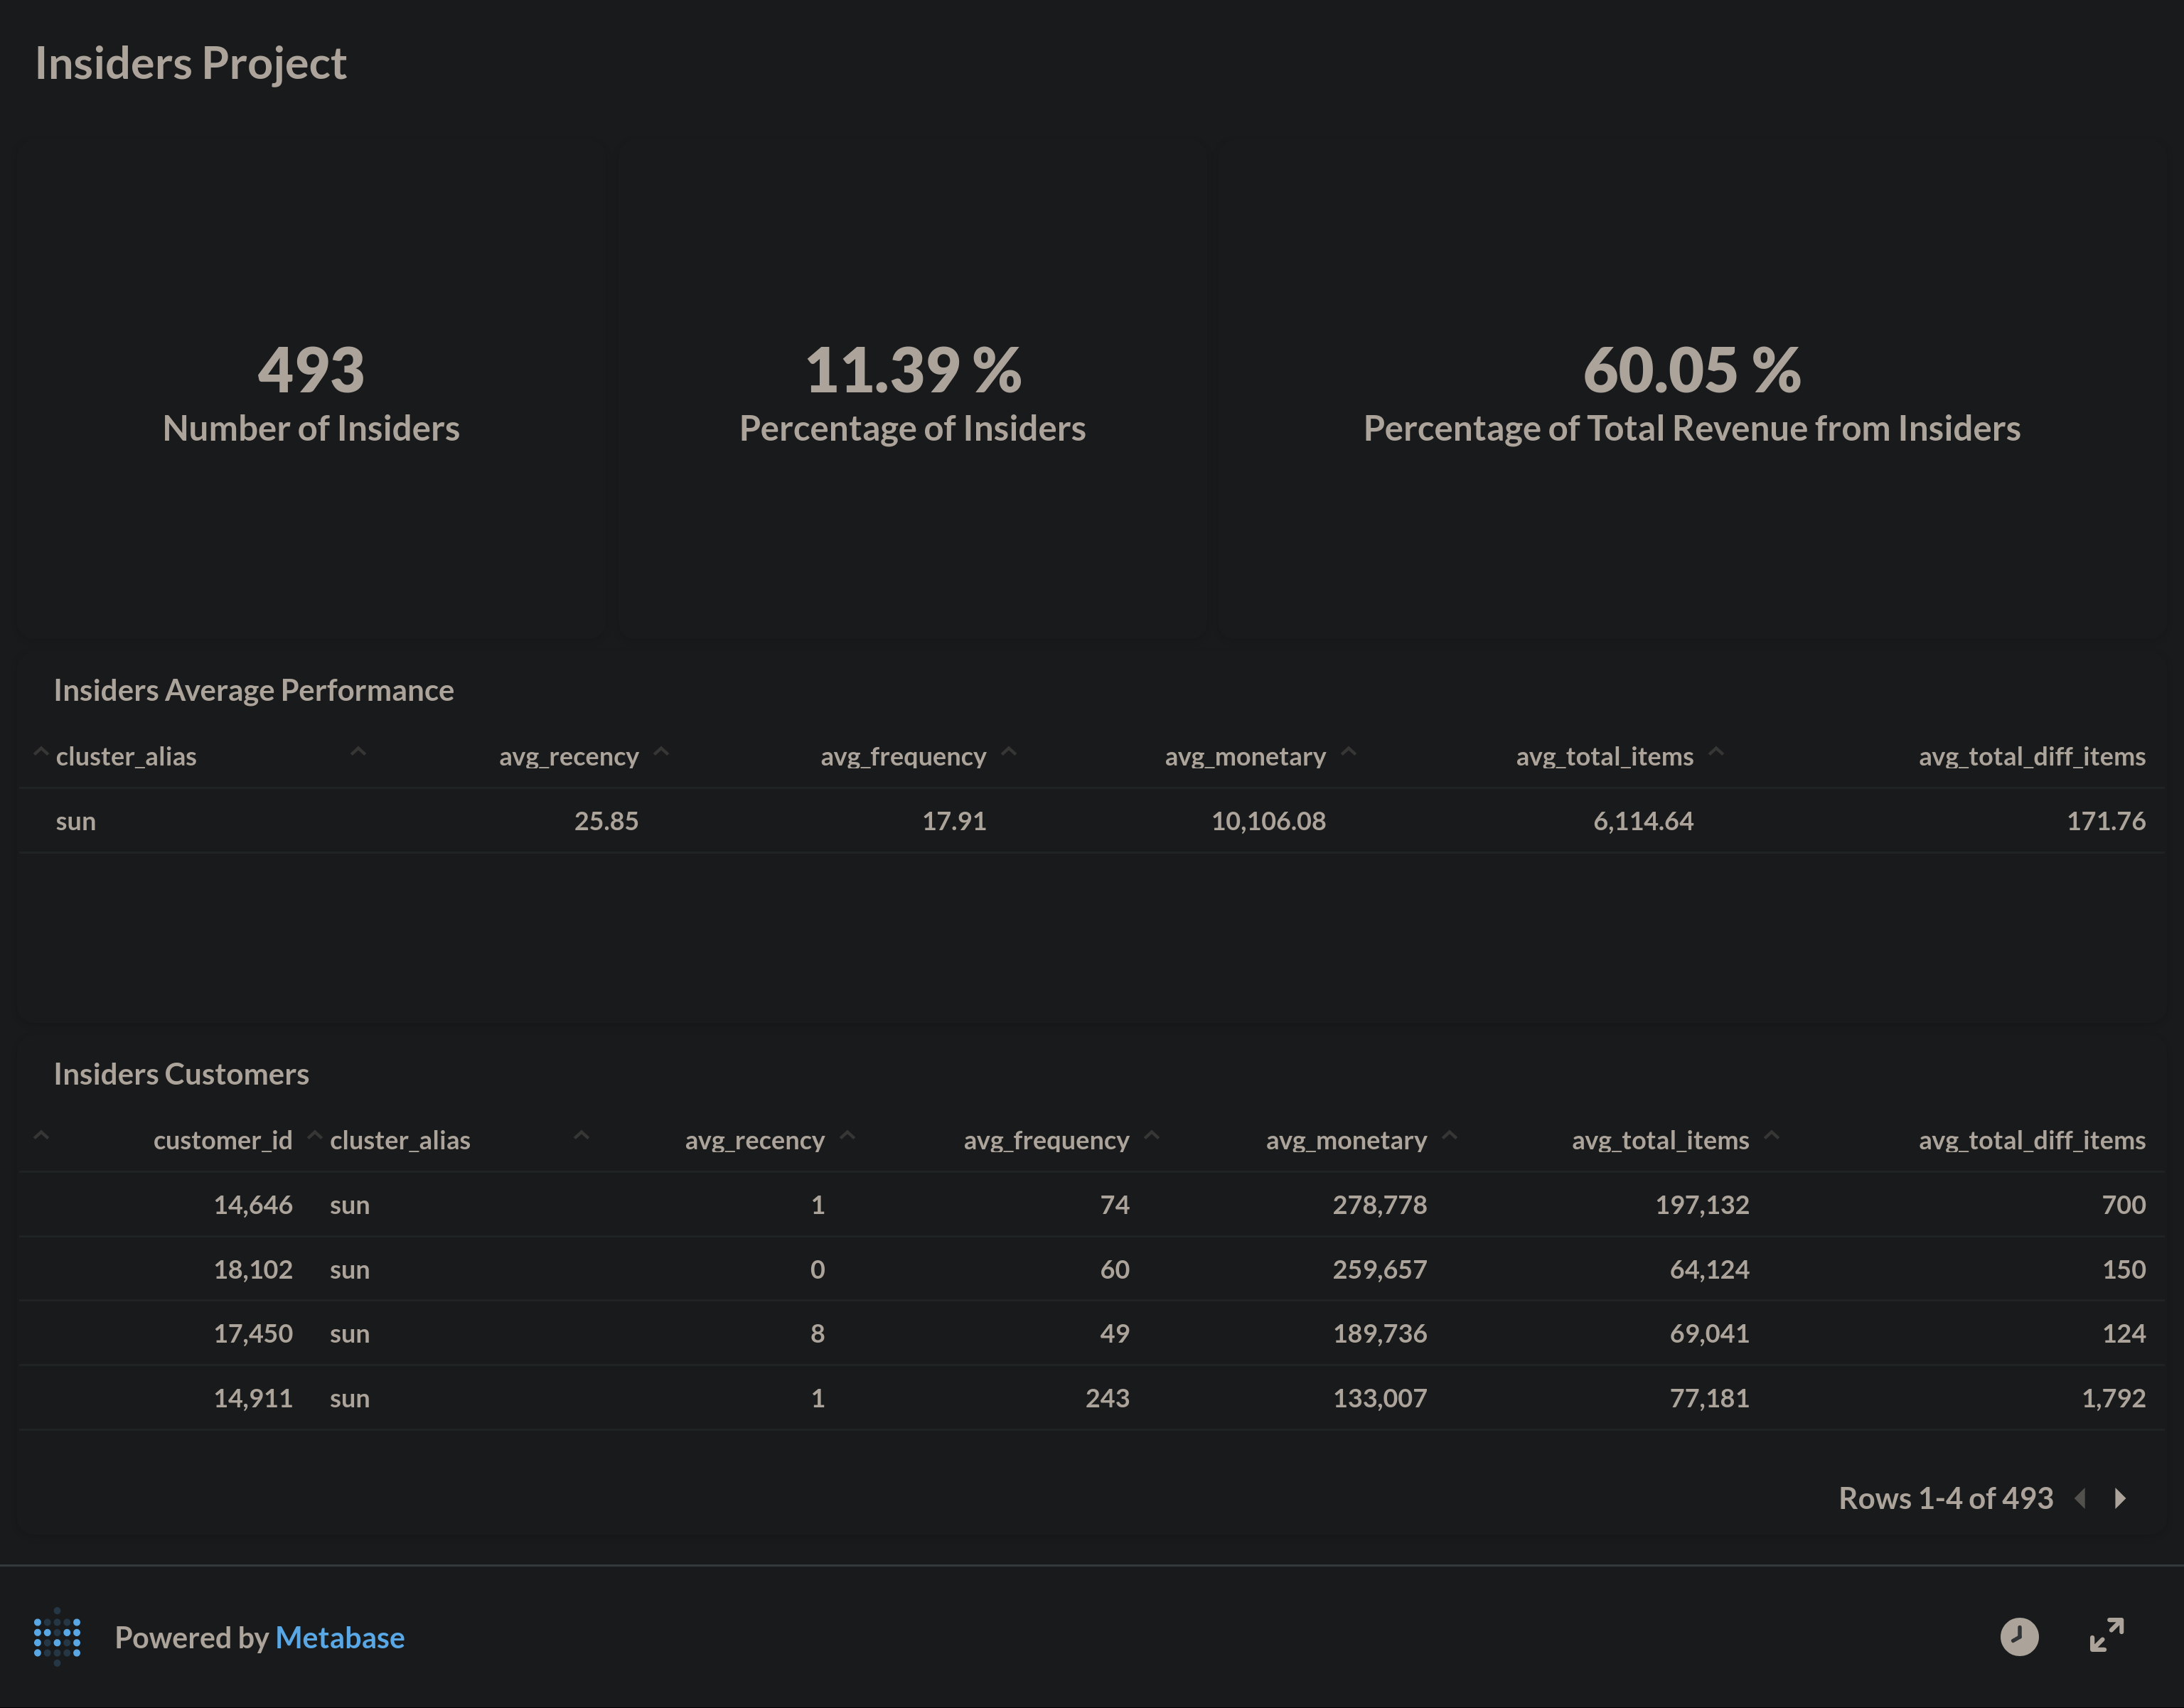 Insiders Project
493
Number of Insiders
11.39 %
Percentage of Insiders
60.05 %
Percentage of Total Revenue from Insiders
Insiders Average Performance
cluster_alias avg_recency avg_frequency avg_monetary avg_total_items avg_total_diff_items
sun 25.85 17.91 10,106.08 6,114.64 171.76
Insiders Customers
customer_id cluster_alias avg_recency avg_frequency avg_monetary avg_total_items avg_total_diff_items
14,646 sun 1 74 278,778 197,132 700
18,102 sun 0 60 259,657 64,124 150
17,450 sun 8 49 189,736 69,041 124
14,911 sun 1 243 133,007 77,181 1,792
Rows 1-4 of 493
Powered by Metabase